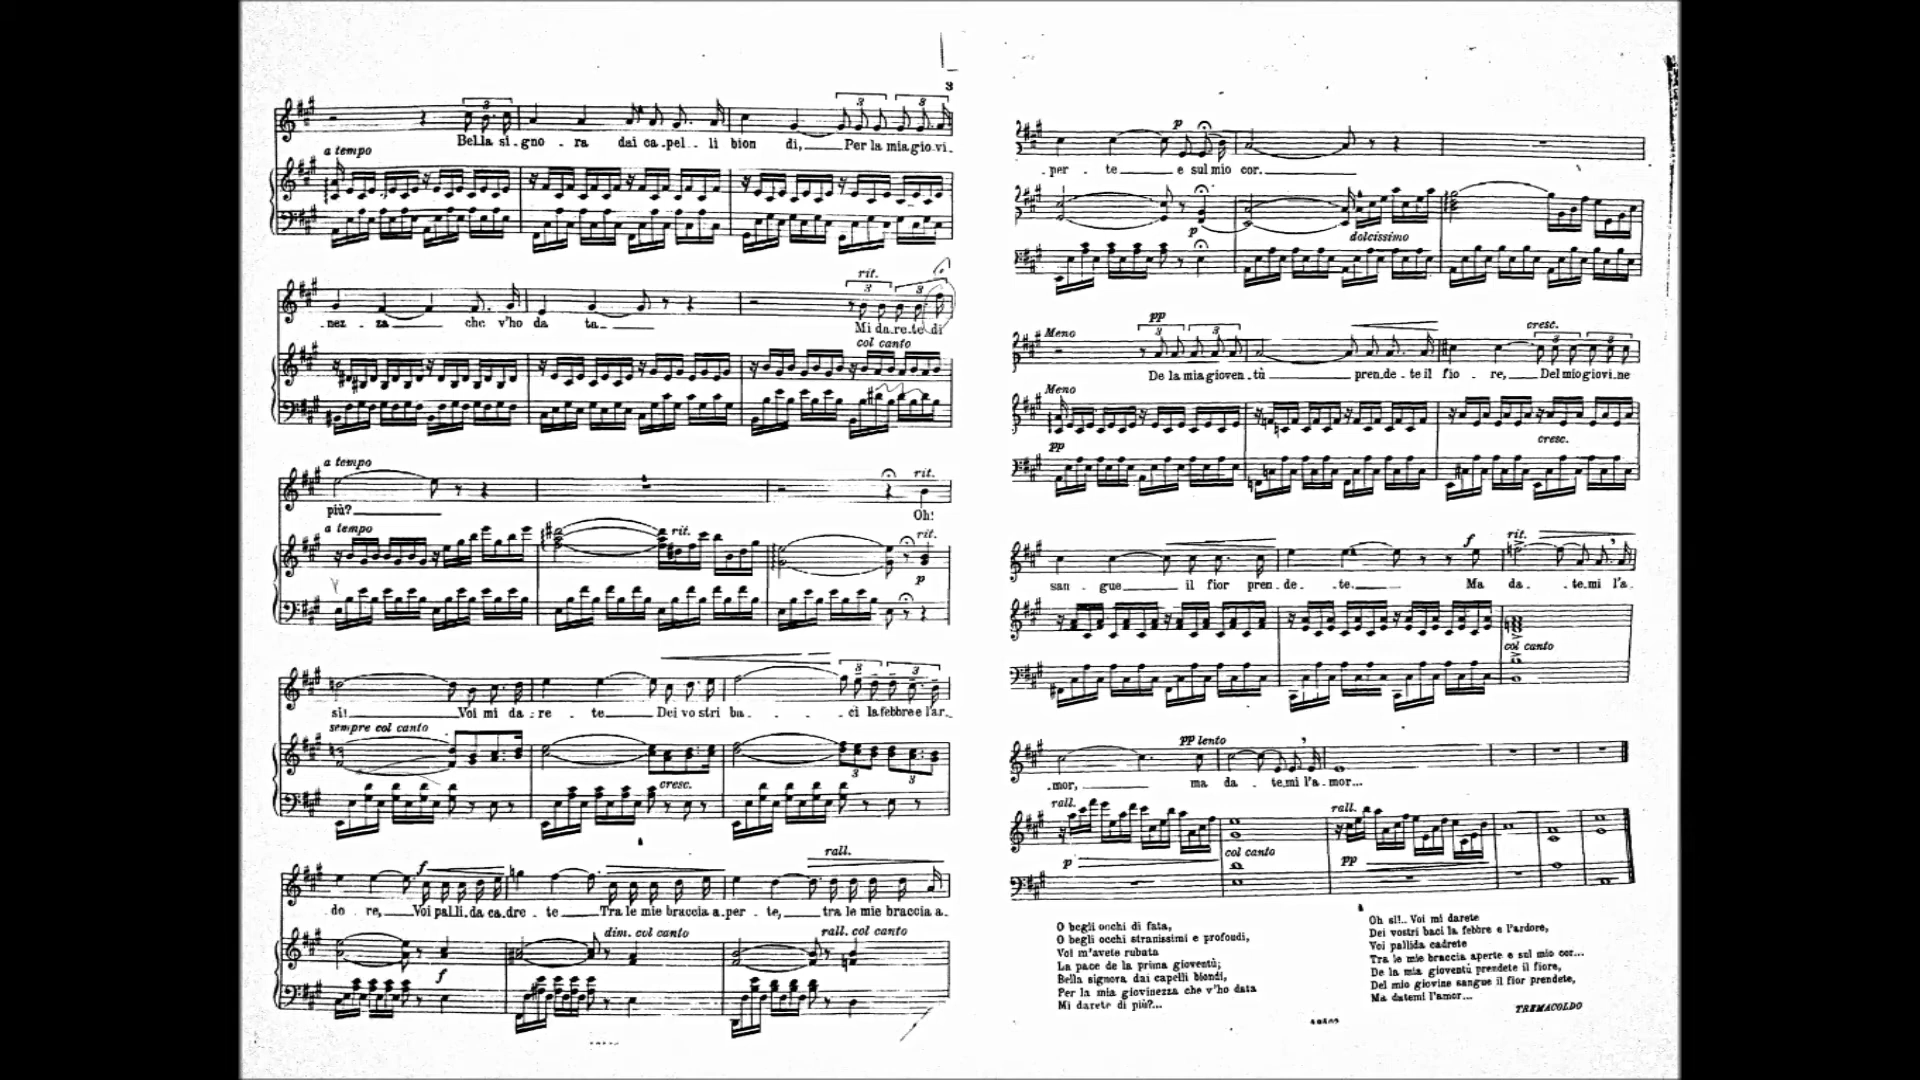 3
Bella si.gno . ra dai ca.pel . li bion di, Per la mia gio.vi.
a tempo
.nez . za che v'ho da ta.
rit.
Mi da.re.te di
col canto
a tempo
rit.
più? Oh!
a tempo
rit.
rit.
p
sì! Voi mi da . re . te Dei vostri ba . . . ci la febbre e l'ar.
sempre col canto
cresc.
f
rall.
do . re, Voi pal.li.da ca.dre . te Tra le mie braccia a.per . te, tra le mie braccia a.
dim. col canto
rall. col canto
f
p
.per . te e sul mio cor.
p
dolcissimo
Meno
pp
cresc.
De la mia gioven.tù pren.de.te il fio . re, Del mio giovi.ne
Meno
pp
cresc.
f
rit.
san . gue il fior pren.de . te. Ma da . te.mi l'a.
col canto
pp lento
.mor, ma da . te.mi l'a.mor...
rall.
rall.
p
col canto
pp
O begli occhi di fata,
O begli occhi stranissimi e profondi,
Voi m'avete rubata
La pace de la prima gioventù;
Bella signora dai capelli biondi,
Per la mia giovinezza che v'ho data
Mi darete di più?...
Oh sì!.. Voi mi darete
Dei vostri baci la febbre e l'ardore,
Voi pallida cadrete
Tra le mie braccia aperte e sul mio cor...
De la mia gioventù prendete il fiore,
Del mio giovine sangue il fior prendete,
Ma datemi l'amor...
TREMACOLDO